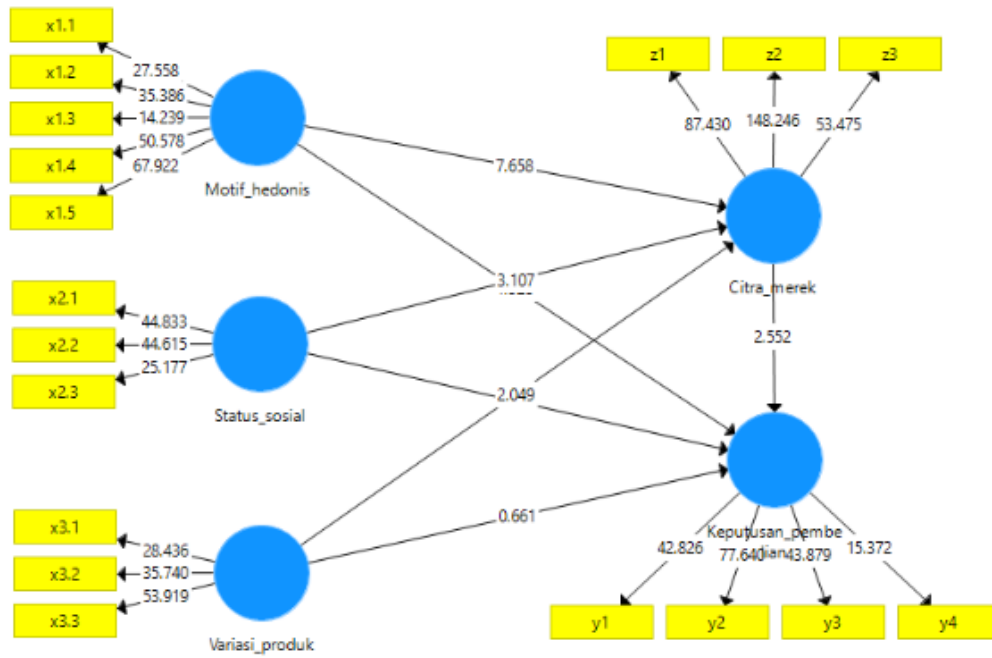 x1.1
x1.2
x1.3
x1.4
x1.5
27.558
35.386
14.239
50.578
67.922
Motif_hedonis
x2.1
x2.2
x2.3
44.833
44.615
25.177
Status_sosial
x3.1
x3.2
x3.3
28.436
35.740
53.919
Variasi_produk
7.658
3.107
2.049
0.661
z1
z2
z3
87.430
148.246
53.475
Citra_merek
2.552
Keputusan_pembe
lian
42.826
77.640
43.879
15.372
y1
y2
y3
y4